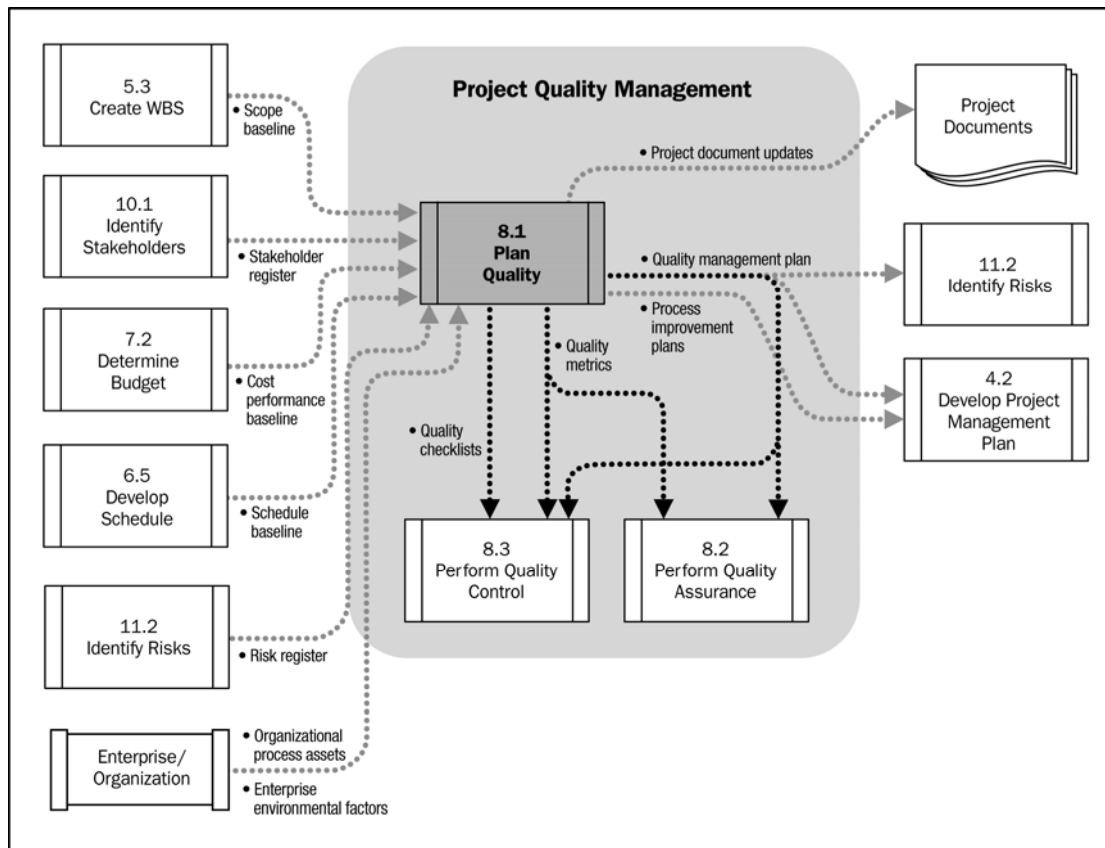 Project Quality Management
5.3
Create WBS
• Scope
baseline
10.1
Identify
Stakeholders
• Stakeholder
register
7.2
Determine
Budget
• Cost
performance
baseline
6.5
Develop
Schedule
• Schedule
baseline
11.2
Identify Risks
• Risk register
Enterprise/
Organization
• Organizational
process assets
• Enterprise
environmental factors
8.1
Plan
Quality
• Project document updates
• Quality management plan
• Process
improvement
plans
• Quality
metrics
• Quality
checklists
8.3
Perform Quality
Control
8.2
Perform Quality
Assurance
Project
Documents
11.2
Identify Risks
4.2
Develop Project
Management
Plan